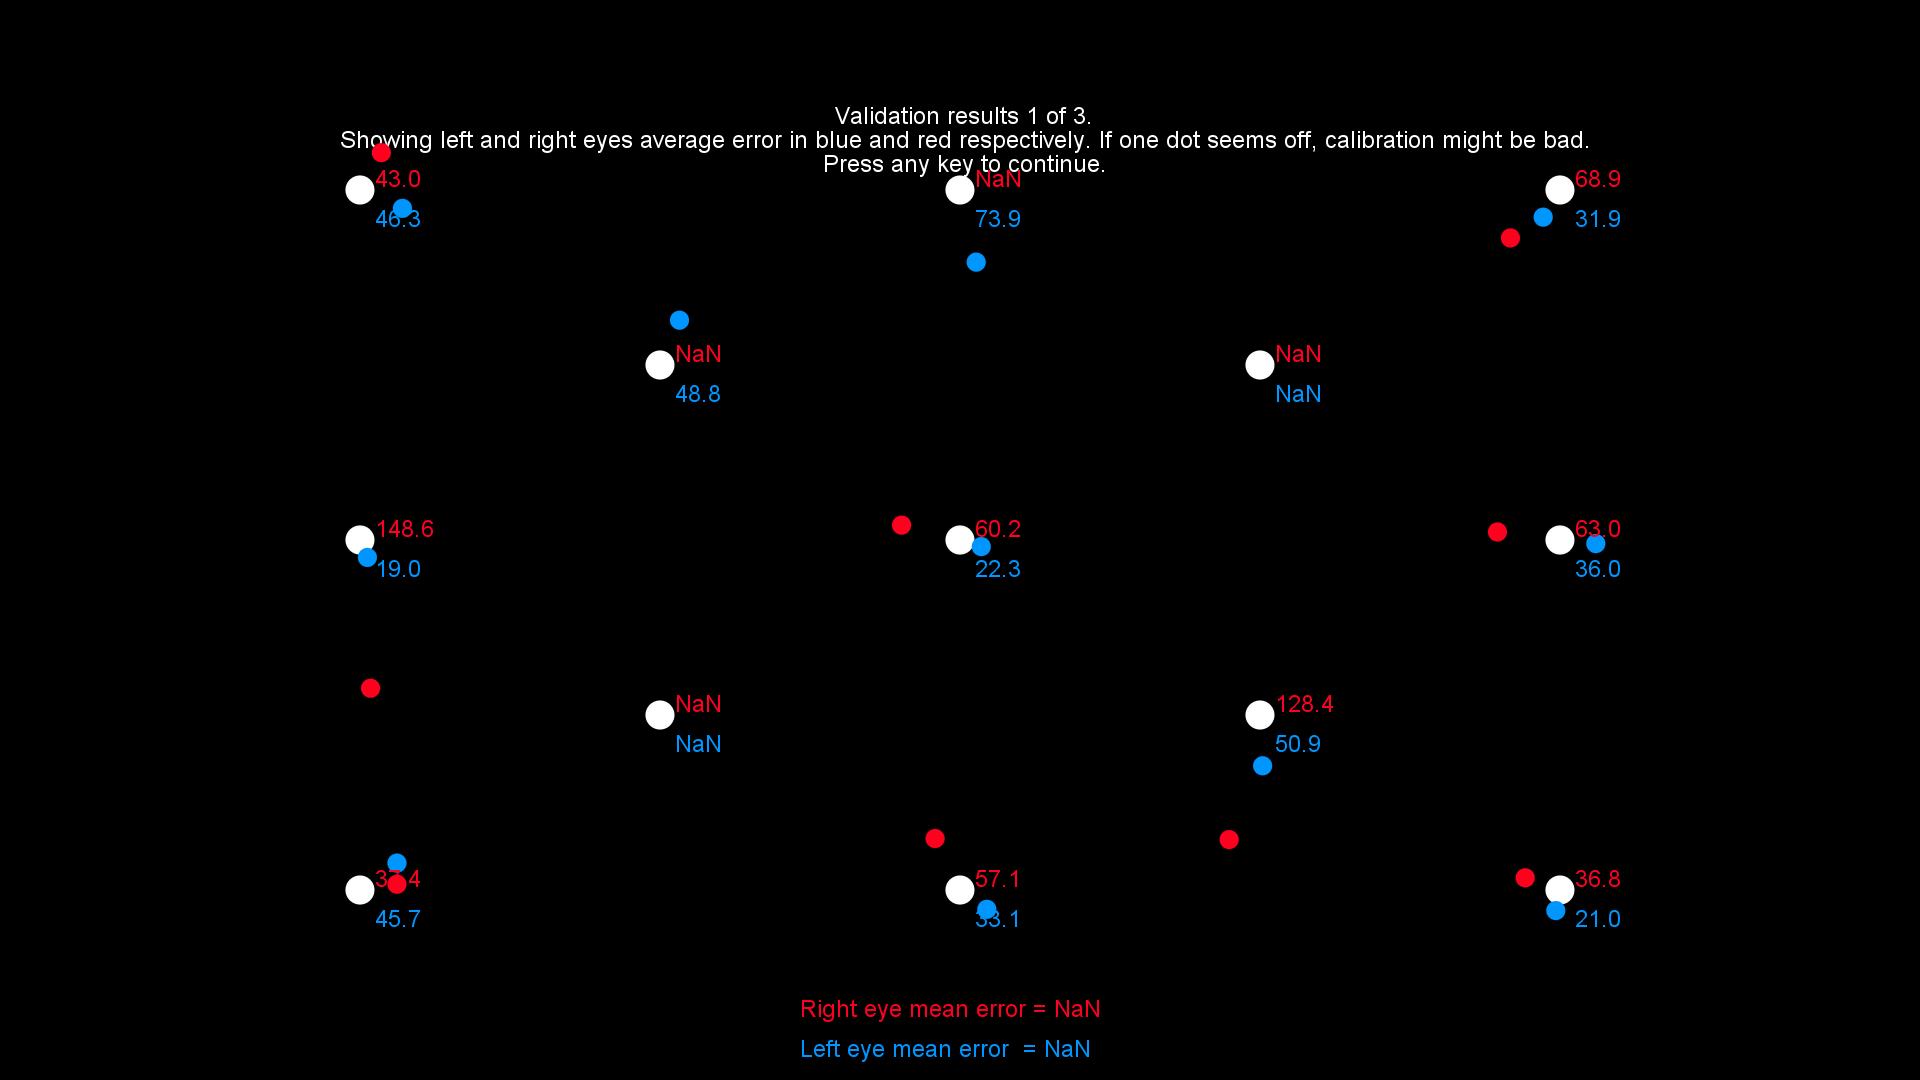 Validation results 1 of 3.
Showing left and right eyes average error in blue and red respectively. If one dot seems off, calibration might be bad.
Press any key to continue.
43.0 NaN 68.9
46.3 73.9 31.9
NaN NaN
48.8 NaN
148.6 60.2 63.0
19.0 22.3 36.0
NaN 128.4
NaN 50.9
57.1 36.8
45.7 33.1 21.0
Right eye mean error = NaN
Left eye mean error = NaN